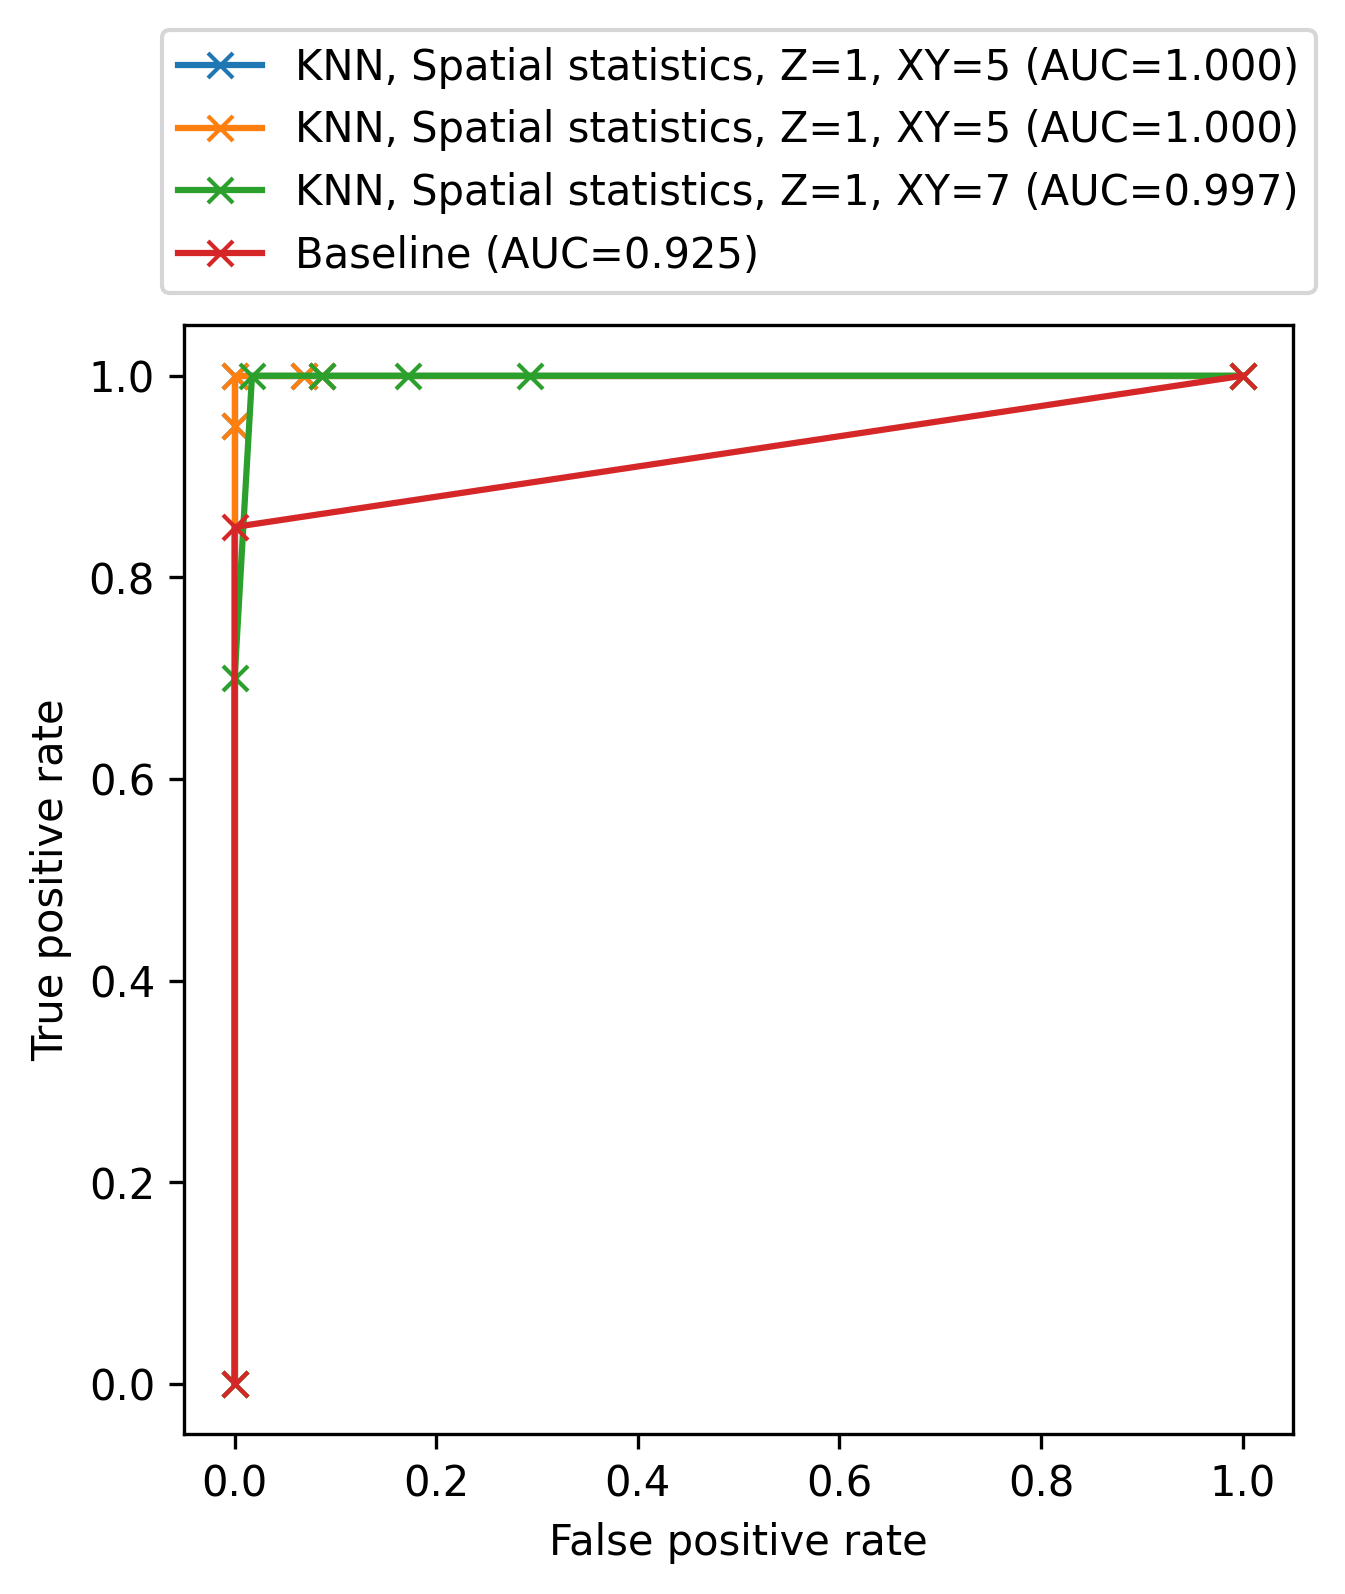 KNN, Spatial statistics, Z=1, XY=5 (AUC=1.000)
KNN, Spatial statistics, Z=1, XY=5 (AUC=1.000)
KNN, Spatial statistics, Z=1, XY=7 (AUC=0.997)
Baseline (AUC=0.925)
1.0
0.8
0.6
0.4
0.2
0.0
True positive rate
0.0 0.2 0.4 0.6 0.8 1.0
False positive rate